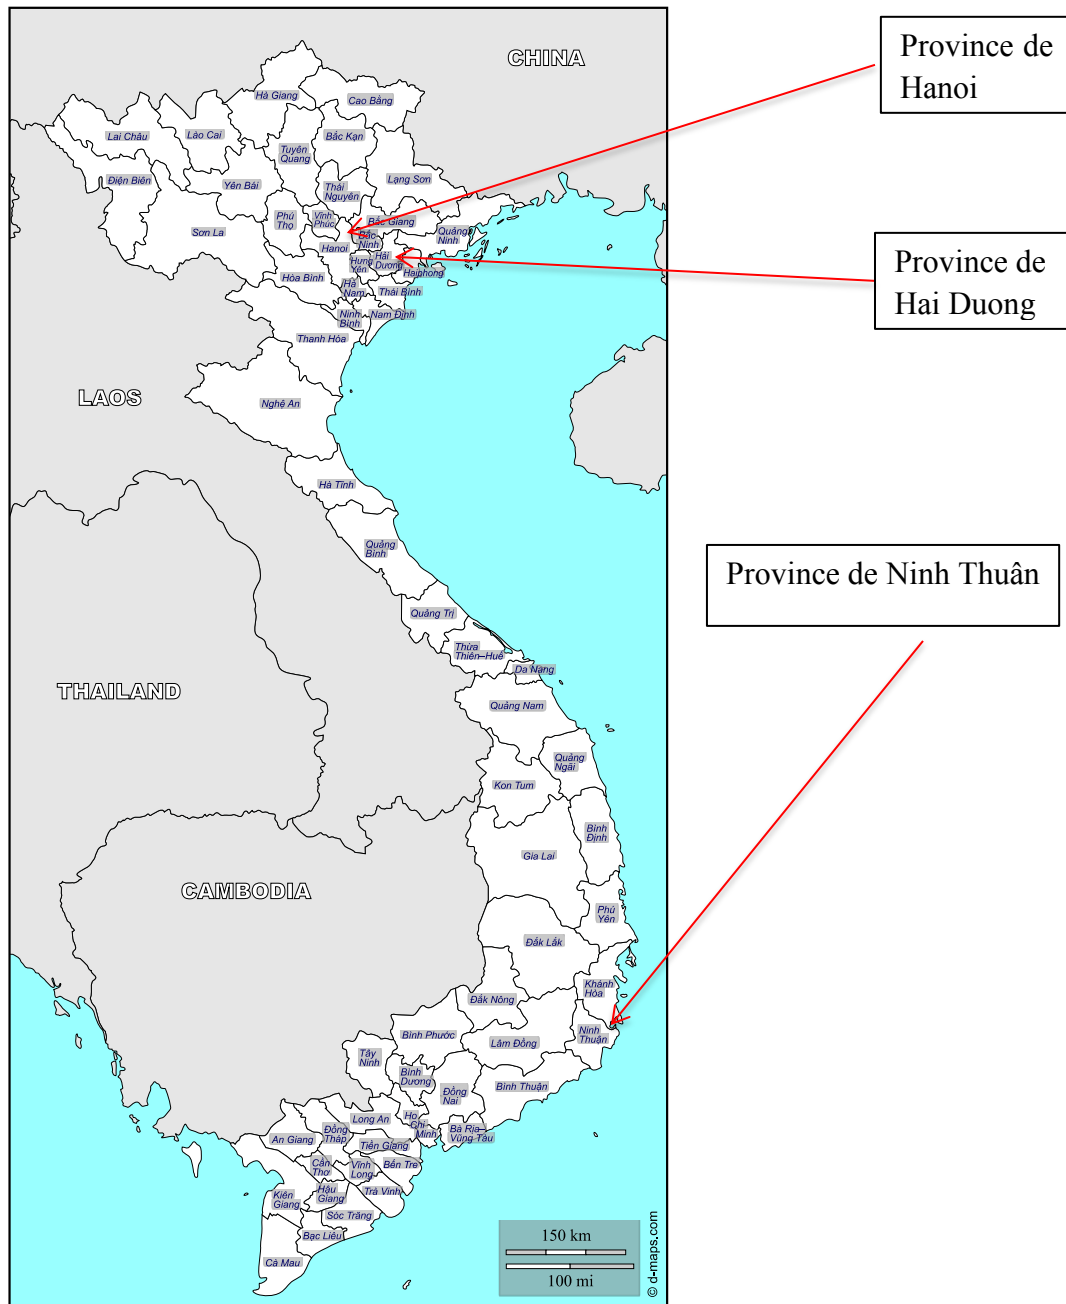 CHINA
Province de
Hanoi
Hà Giang
Cao Bằng
Lai Châu
Lào Cai
Bắc Kạn
Tuyên
Quang
Điện Biên
Yên Bái
Thái
Nguyên
Lạng Sơn
Phú
Thọ
Vĩnh
Phúc
Bắc Giang
Sơn La
Bắc
Ninh
Quảng
Ninh
Hanoi
Hải
Dương
Hưng
Yên
Haiphong
Hòa Bình
Hà
Nam
Thái Bình
Province de
Hai Duong
Ninh
Bình
Nam Định
Thanh Hóa
LAOS
Nghệ An
Hà Tĩnh
Quảng
Bình
Province de Ninh Thuân
Quảng Trị
Thừa
Thiên–Huế
Da Nang
THAILAND
Quảng Nam
Quảng
Ngãi
Kon Tum
Bình
Định
Gia Lai
CAMBODIA
Phú
Yên
Đắk Lắk
Khánh
Hòa
Đắk Nông
Ninh
Thuận
Bình Phước
Lâm Đồng
Tây
Ninh
Bình
Dương
Đồng
Nai
Bình Thuận
Long An
Ho
Chi
Minh
Bà Rịa–
Vũng Tàu
An Giang
Đồng
Tháp
Tiền Giang
Cần
Thơ
Vĩnh
Long
Bến Tre
Kiên
Giang
Hậu
Giang
Trà Vinh
Sóc Trăng
Bạc Liêu
Cà Mau
150 km
100 mi
© d-maps.com